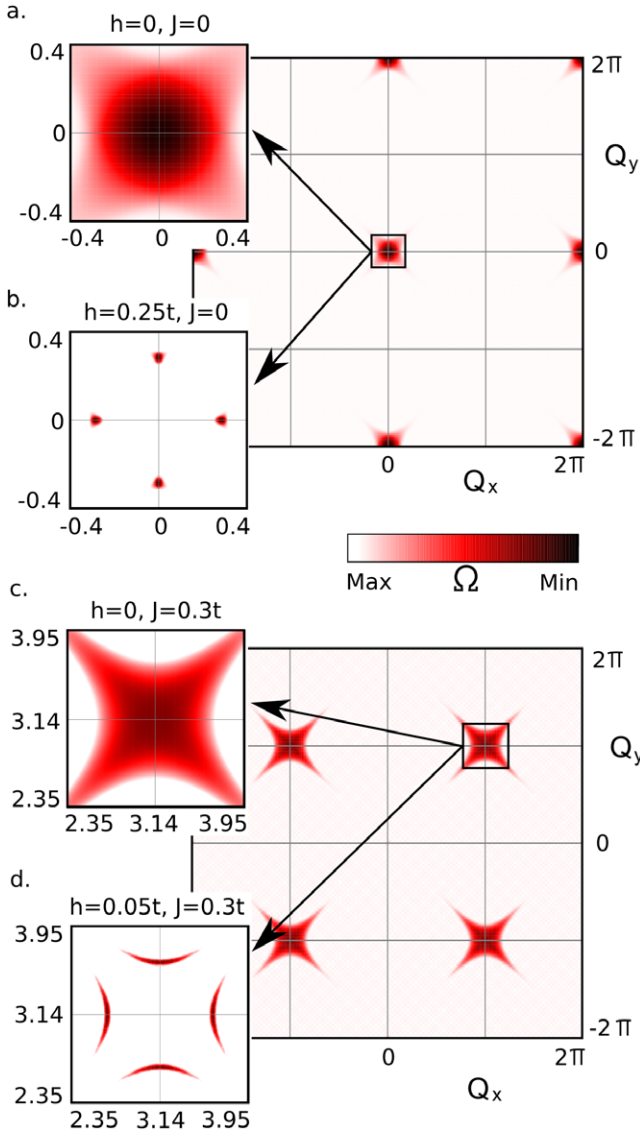 a.
h=0, J=0
0.4
0
-0.4
-0.4 0 0.4
2π
Qy
0
-2π
0 2π
Qx
b.
h=0.25t, J=0
0.4
0
-0.4
-0.4 0 0.4
Max Ω Min
c.
h=0, J=0.3t
3.95
3.14
2.35
2.35 3.14 3.95
2π
Qy
0
-2π
0 2π
Qx
d.
h=0.05t, J=0.3t
3.95
3.14
2.35
2.35 3.14 3.95